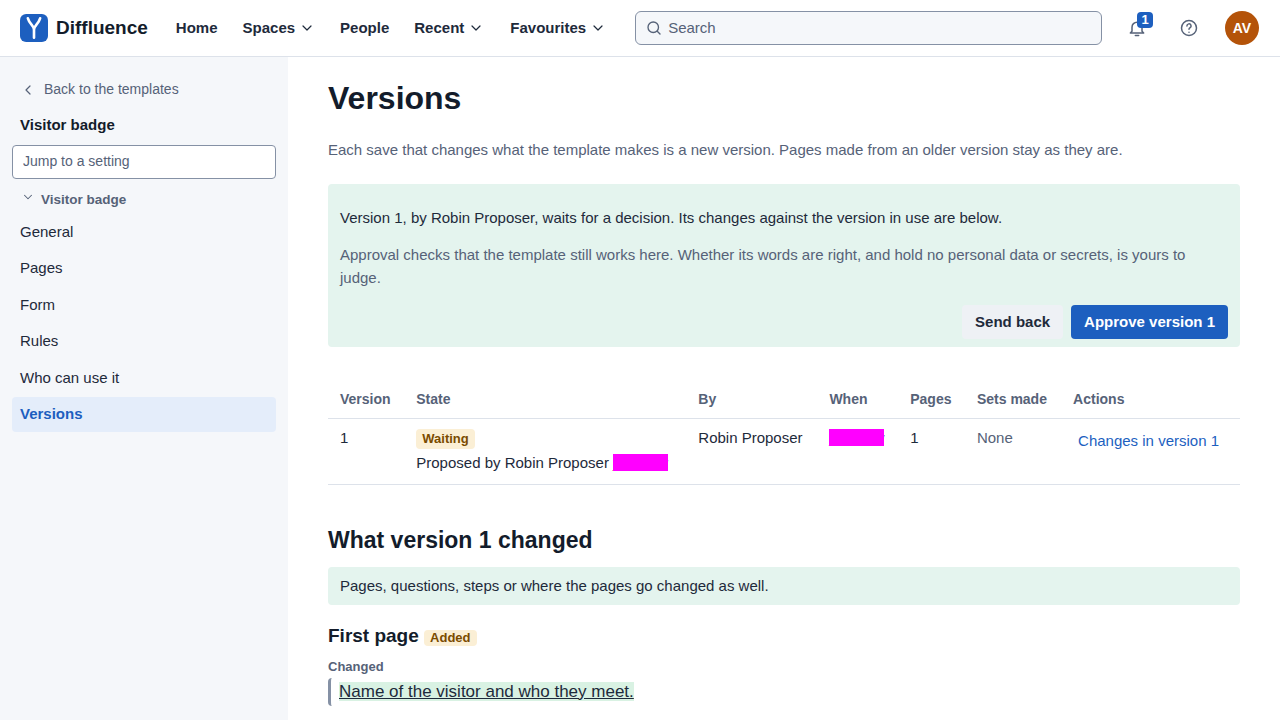 Diffluence Home Spaces People Recent Favourites Search 1 AV
Back to the templates
Visitor badge
Jump to a setting
Visitor badge
General
Pages
Form
Rules
Who can use it
Versions
Versions
Each save that changes what the template makes is a new version. Pages made from an older version stay as they are.
Version 1, by Robin Proposer, waits for a decision. Its changes against the version in use are below.
Approval checks that the template still works here. Whether its words are right, and hold no personal data or secrets, is yours to
judge.
Send back Approve version 1
Version State By When Pages Sets made Actions
1 Waiting Robin Proposer 1 None Changes in version 1
Proposed by Robin Proposer
What version 1 changed
Pages, questions, steps or where the pages go changed as well.
First page Added
Changed
Name of the visitor and who they meet.